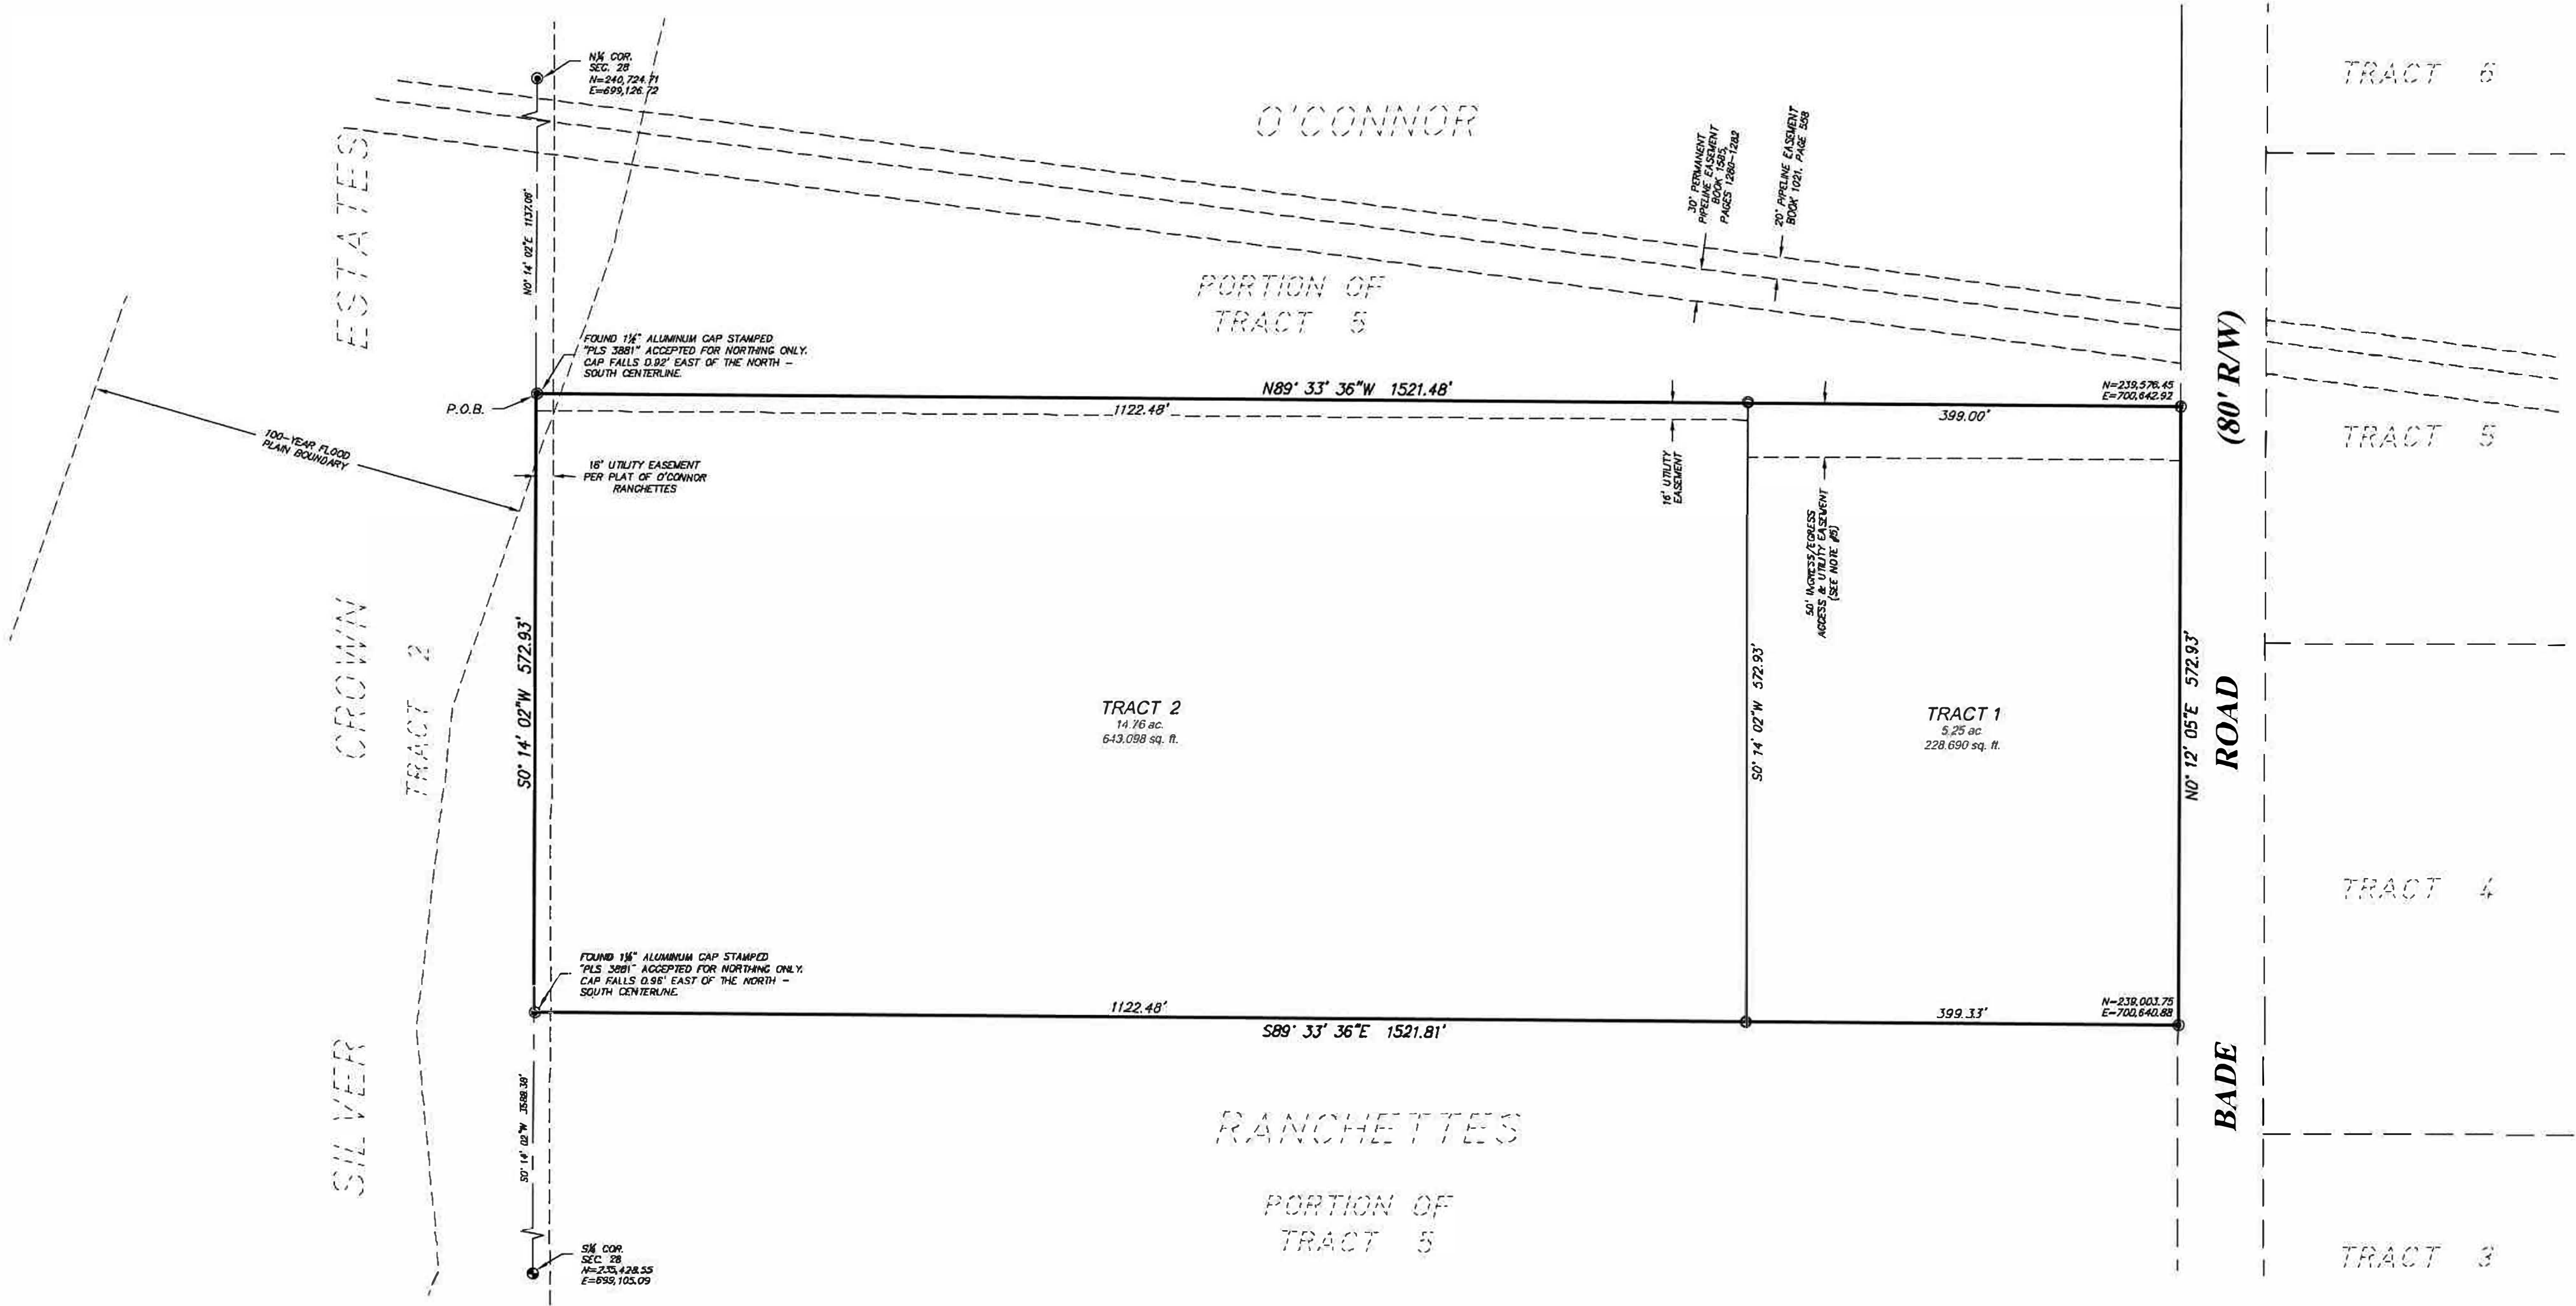 N¼ COR.
SEC. 28
N=240,724.71
E=699,126.72
O'CONNOR
TRACT 6
30' PERMANENT
PIPELINE EASEMENT
BOOK 1585,
PAGES 1280-1282
20' PIPELINE EASEMENT
BOOK 1021, PAGE 558
ESTATES
N0° 14' 02"E 1137.06'
PORTION OF
TRACT 5
FOUND 1½" ALUMINUM CAP STAMPED
"PLS 3881" ACCEPTED FOR NORTHING ONLY.
CAP FALLS 0.92' EAST OF THE NORTH -
SOUTH CENTERLINE.
P.O.B.
N89° 33' 36"W 1521.48'
1122.48'
399.00'
N=239,576.45
E=700,642.92
(80' R/W)
TRACT 5
100-YEAR FLOOD
PLAIN BOUNDARY
16' UTILITY EASEMENT
PER PLAT OF O'CONNOR
RANCHETTES
16' UTILITY
EASEMENT
50' INGRESS/EGRESS
ACCESS & UTILITY EASEMENT
(SEE NOTE #5)
CROWN
TRACT 2
S0° 14' 02"W 572.93'
TRACT 2
14.76 ac.
643,098 sq. ft.
S0° 14' 02"W 572.93'
TRACT 1
5.25 ac.
228,690 sq. ft.
N0° 12' 05"E 572.93'
ROAD
TRACT 4
FOUND 1½" ALUMINUM CAP STAMPED
"PLS 3881" ACCEPTED FOR NORTHING ONLY.
CAP FALLS 0.96' EAST OF THE NORTH -
SOUTH CENTERLINE.
1122.48'
S89° 33' 36"E 1521.81'
399.33'
N=239,003.75
E=700,640.88
BADE
SILVER
S0° 14' 02"W 3588.39'
RANCHETTES
PORTION OF
TRACT 5
S¼ COR.
SEC. 28
N=235,428.55
E=699,105.09
TRACT 3